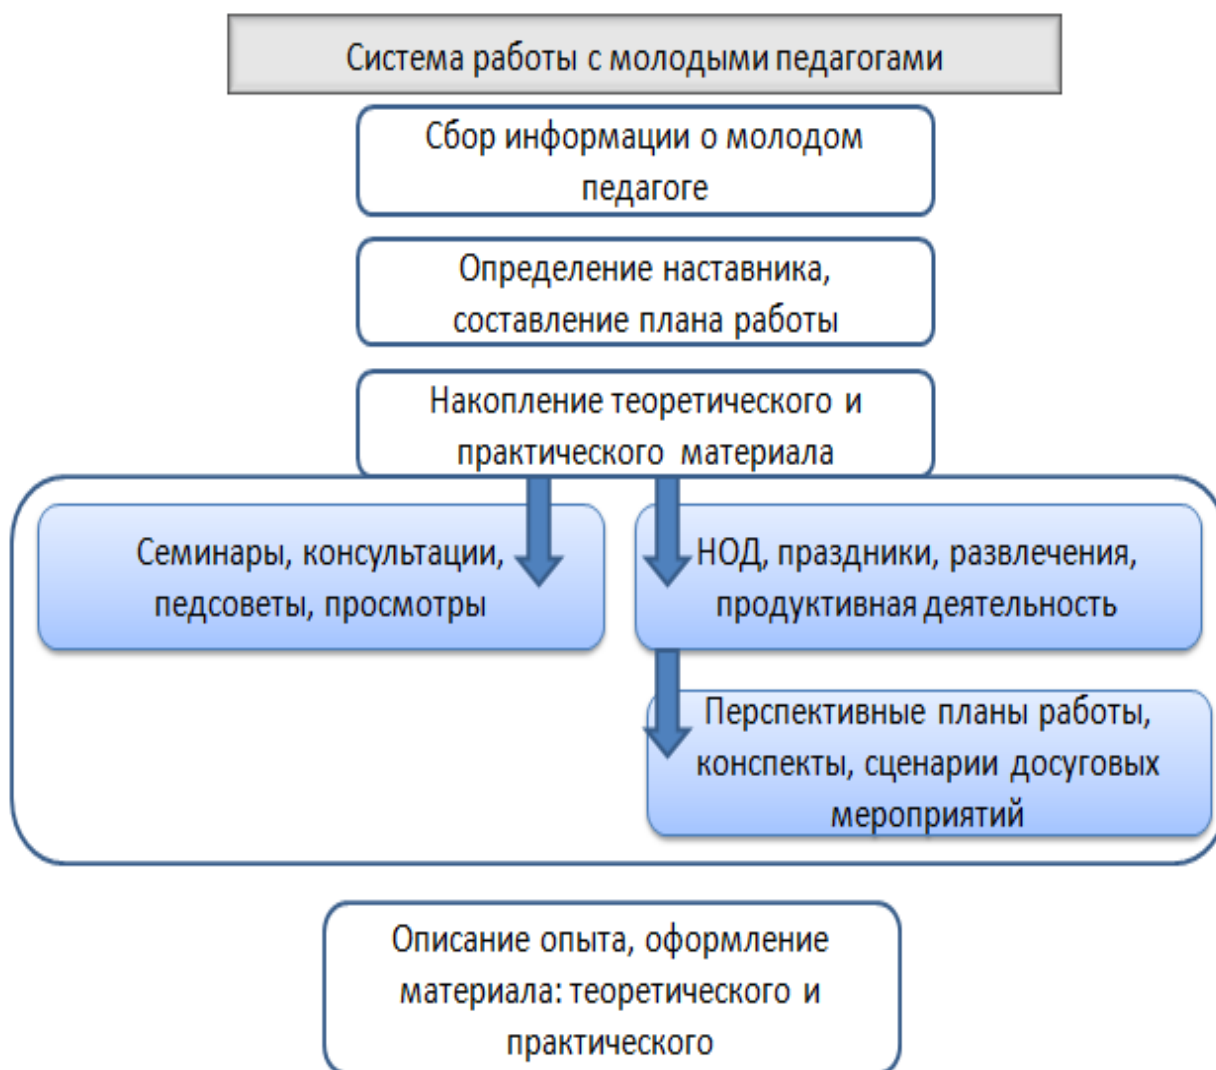 Система работы с молодыми педагогами
Сбор информации о молодом
педагоге
Определение наставника,
составление плана работы
Накопление теоретического и
практического материала
Семинары, консультации,
педсоветы, просмотры
НОД, праздники, развлечения,
продуктивная деятельность
Перспективные планы работы,
конспекты, сценарии досуговых
мероприятий
Описание опыта, оформление
материала: теоретического и
практического